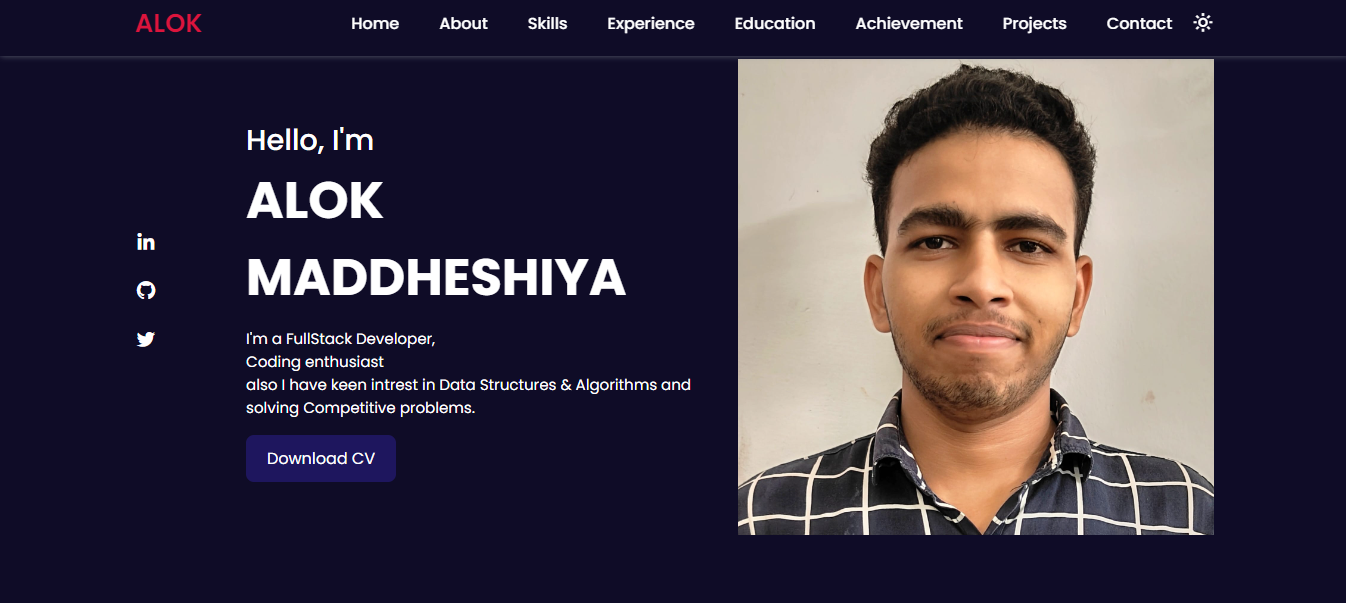 ALOK Home About Skills Experience Education Achievement Projects Contact
Hello, I'm
ALOK
MADDHESHIYA
I'm a FullStack Developer,
Coding enthusiast
also I have keen intrest in Data Structures & Algorithms and
solving Competitive problems.
Download CV